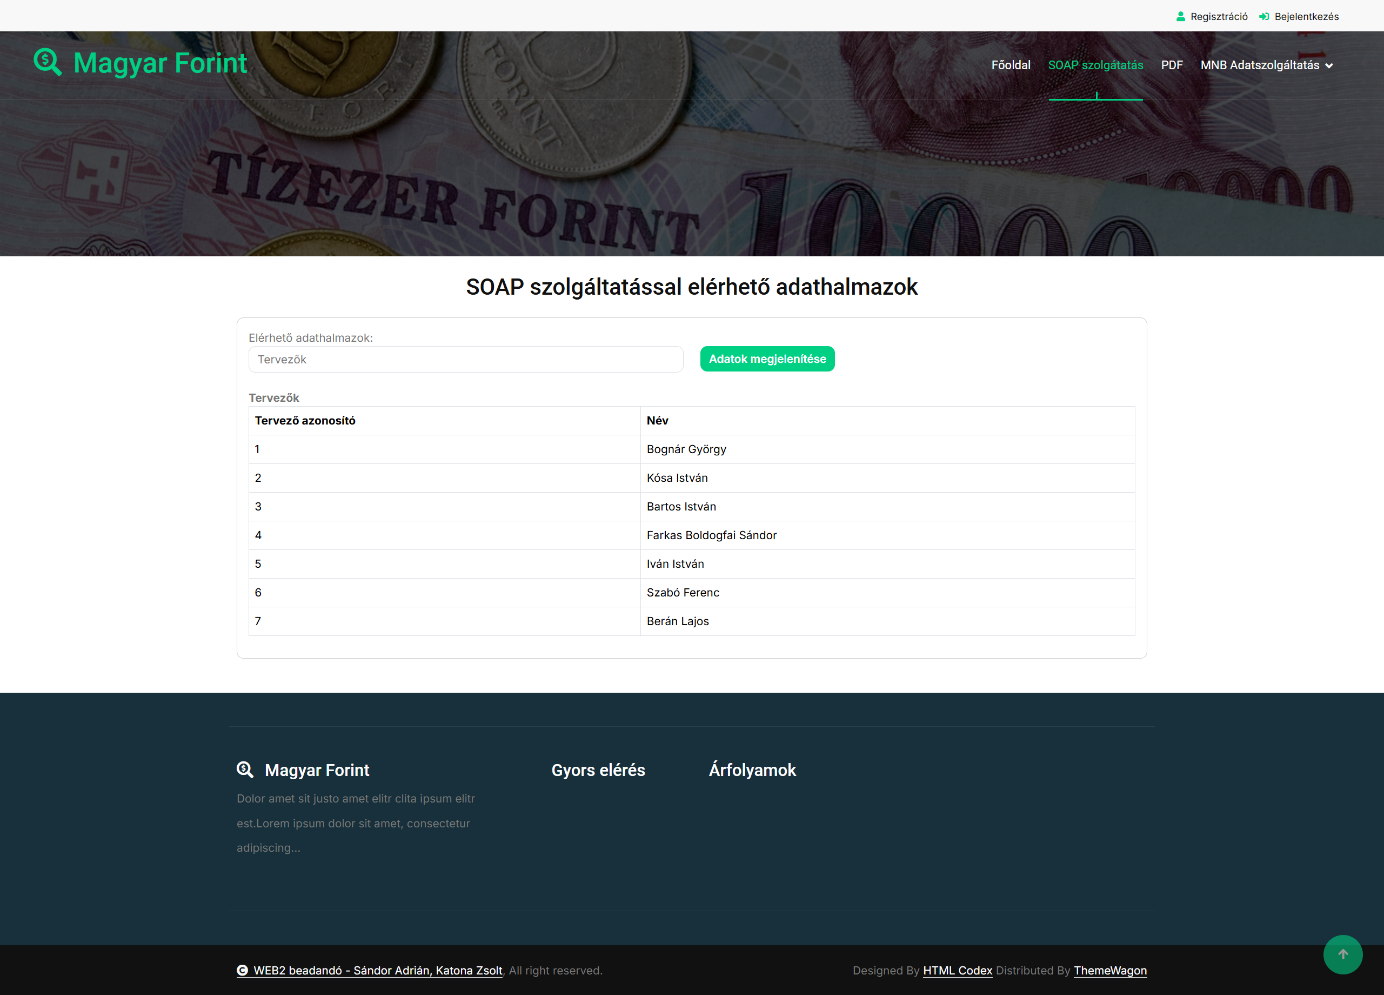 Regisztráció Bejelentkezés
Magyar Forint
Főoldal SOAP szolgátatás PDF MNB Adatszolgáltatás
TÍZEZER FORINT
10000
10000
FORINT
SOAP szolgáltatással elérhető adathalmazok
Elérhető adathalmazok:
Tervezők Adatok megjelenítése
Tervezők
Tervező azonosító Név
1 Bognár György
2 Kósa István
3 Bartos István
4 Farkas Boldogfai Sándor
5 Iván István
6 Szabó Ferenc
7 Berán Lajos
Magyar Forint Gyors elérés Árfolyamok
Dolor amet sit justo amet elitr clita ipsum elitr
est.Lorem ipsum dolor sit amet, consectetur
adipiscing...
WEB2 beadandó - Sándor Adrián, Katona Zsolt, All right reserved. Designed By HTML Codex Distributed By ThemeWagon